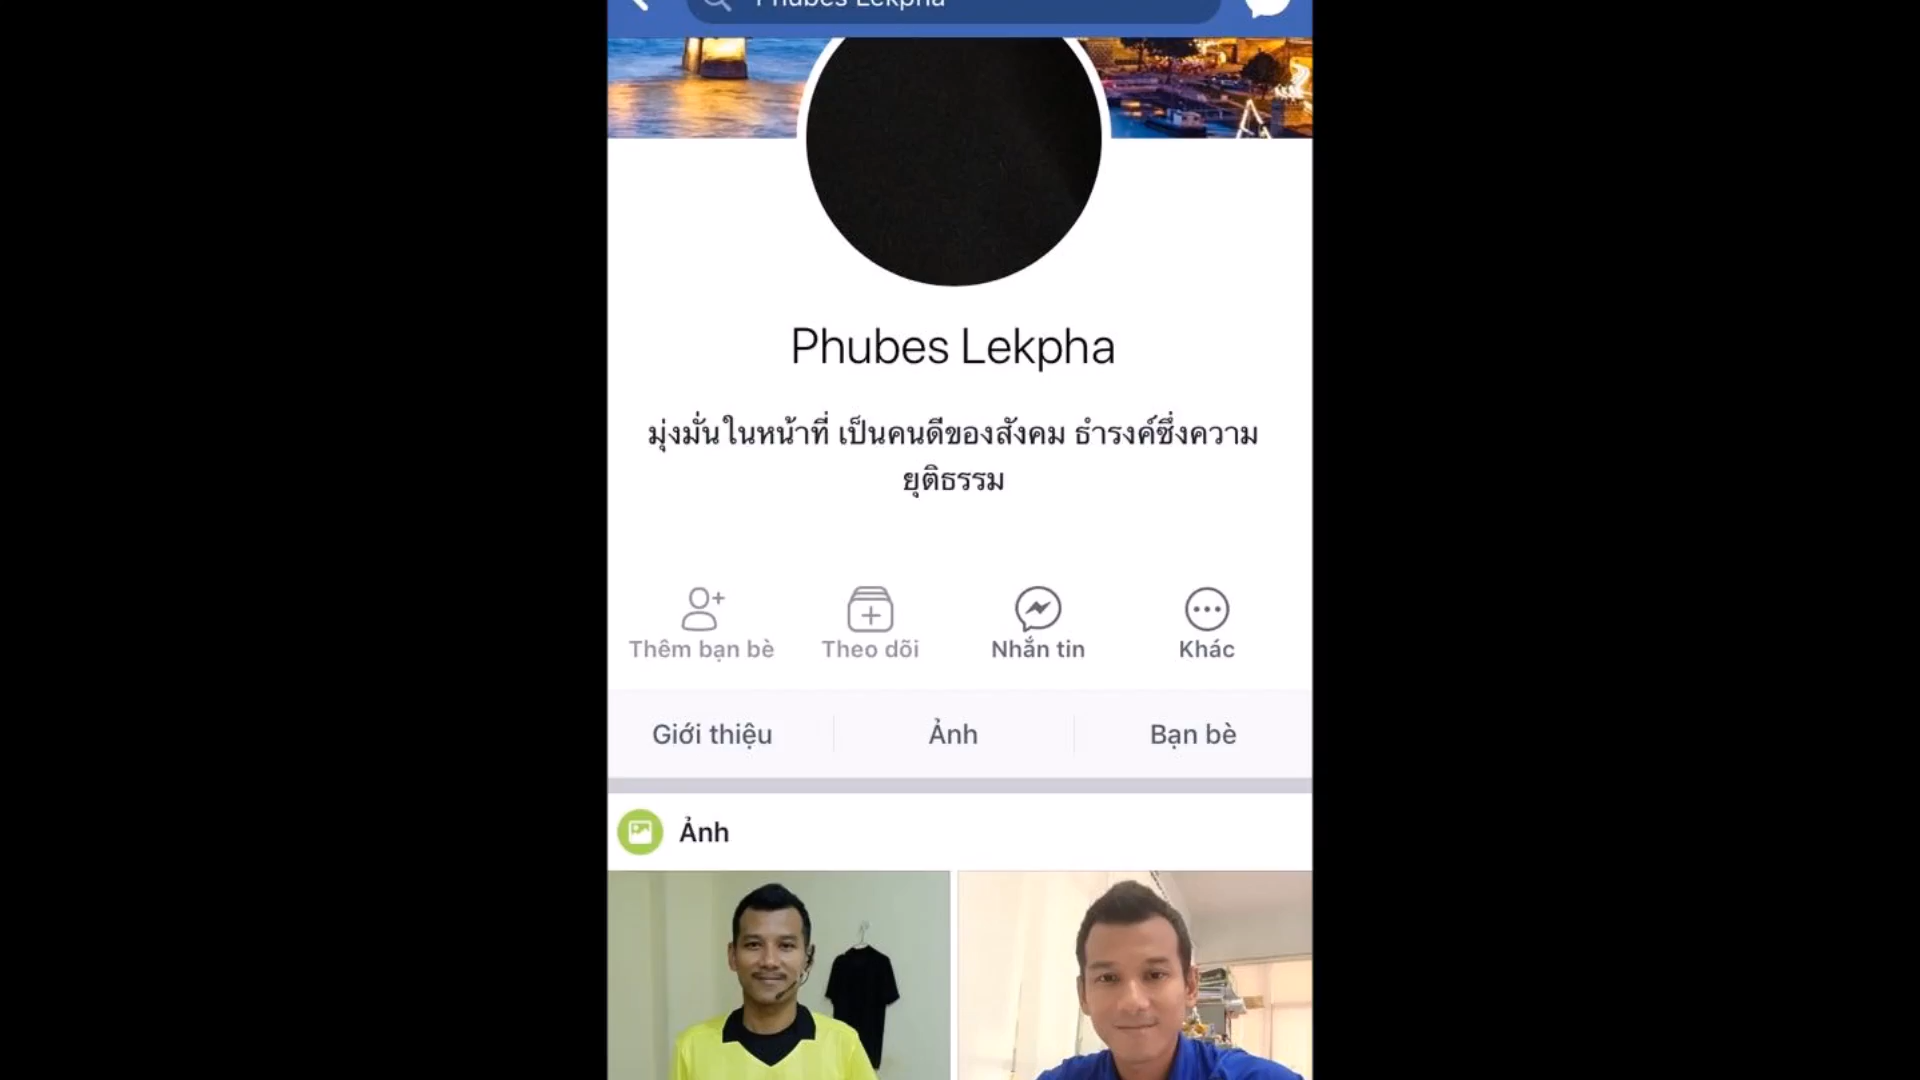 Phubes Lekpha
Phubes Lekpha
มุ่งมั่นในหน้าที่ เป็นคนดีของสังคม ธำรงค์ซึ่งความ
ยุติธรรม
Thêm bạn bè
Theo dõi
Nhắn tin
Khác
Giới thiệu
Ảnh
Bạn bè
Ảnh